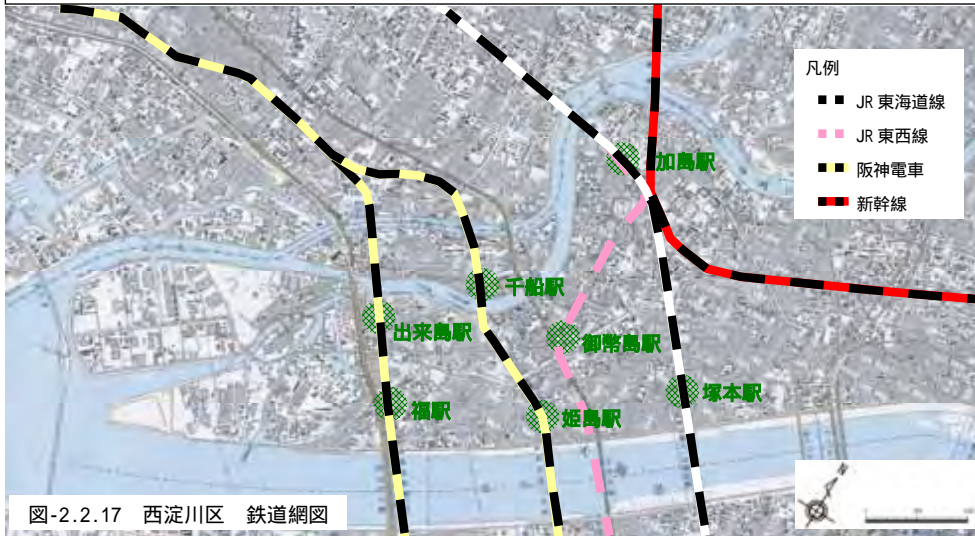 凡例
JR 東海道線
JR 東西線
阪神電車
新幹線
加島駅
千船駅
出来島駅
御幣島駅
塚本駅
福駅
姫島駅
図-2.2.17 西淀川区 鉄道網図
N